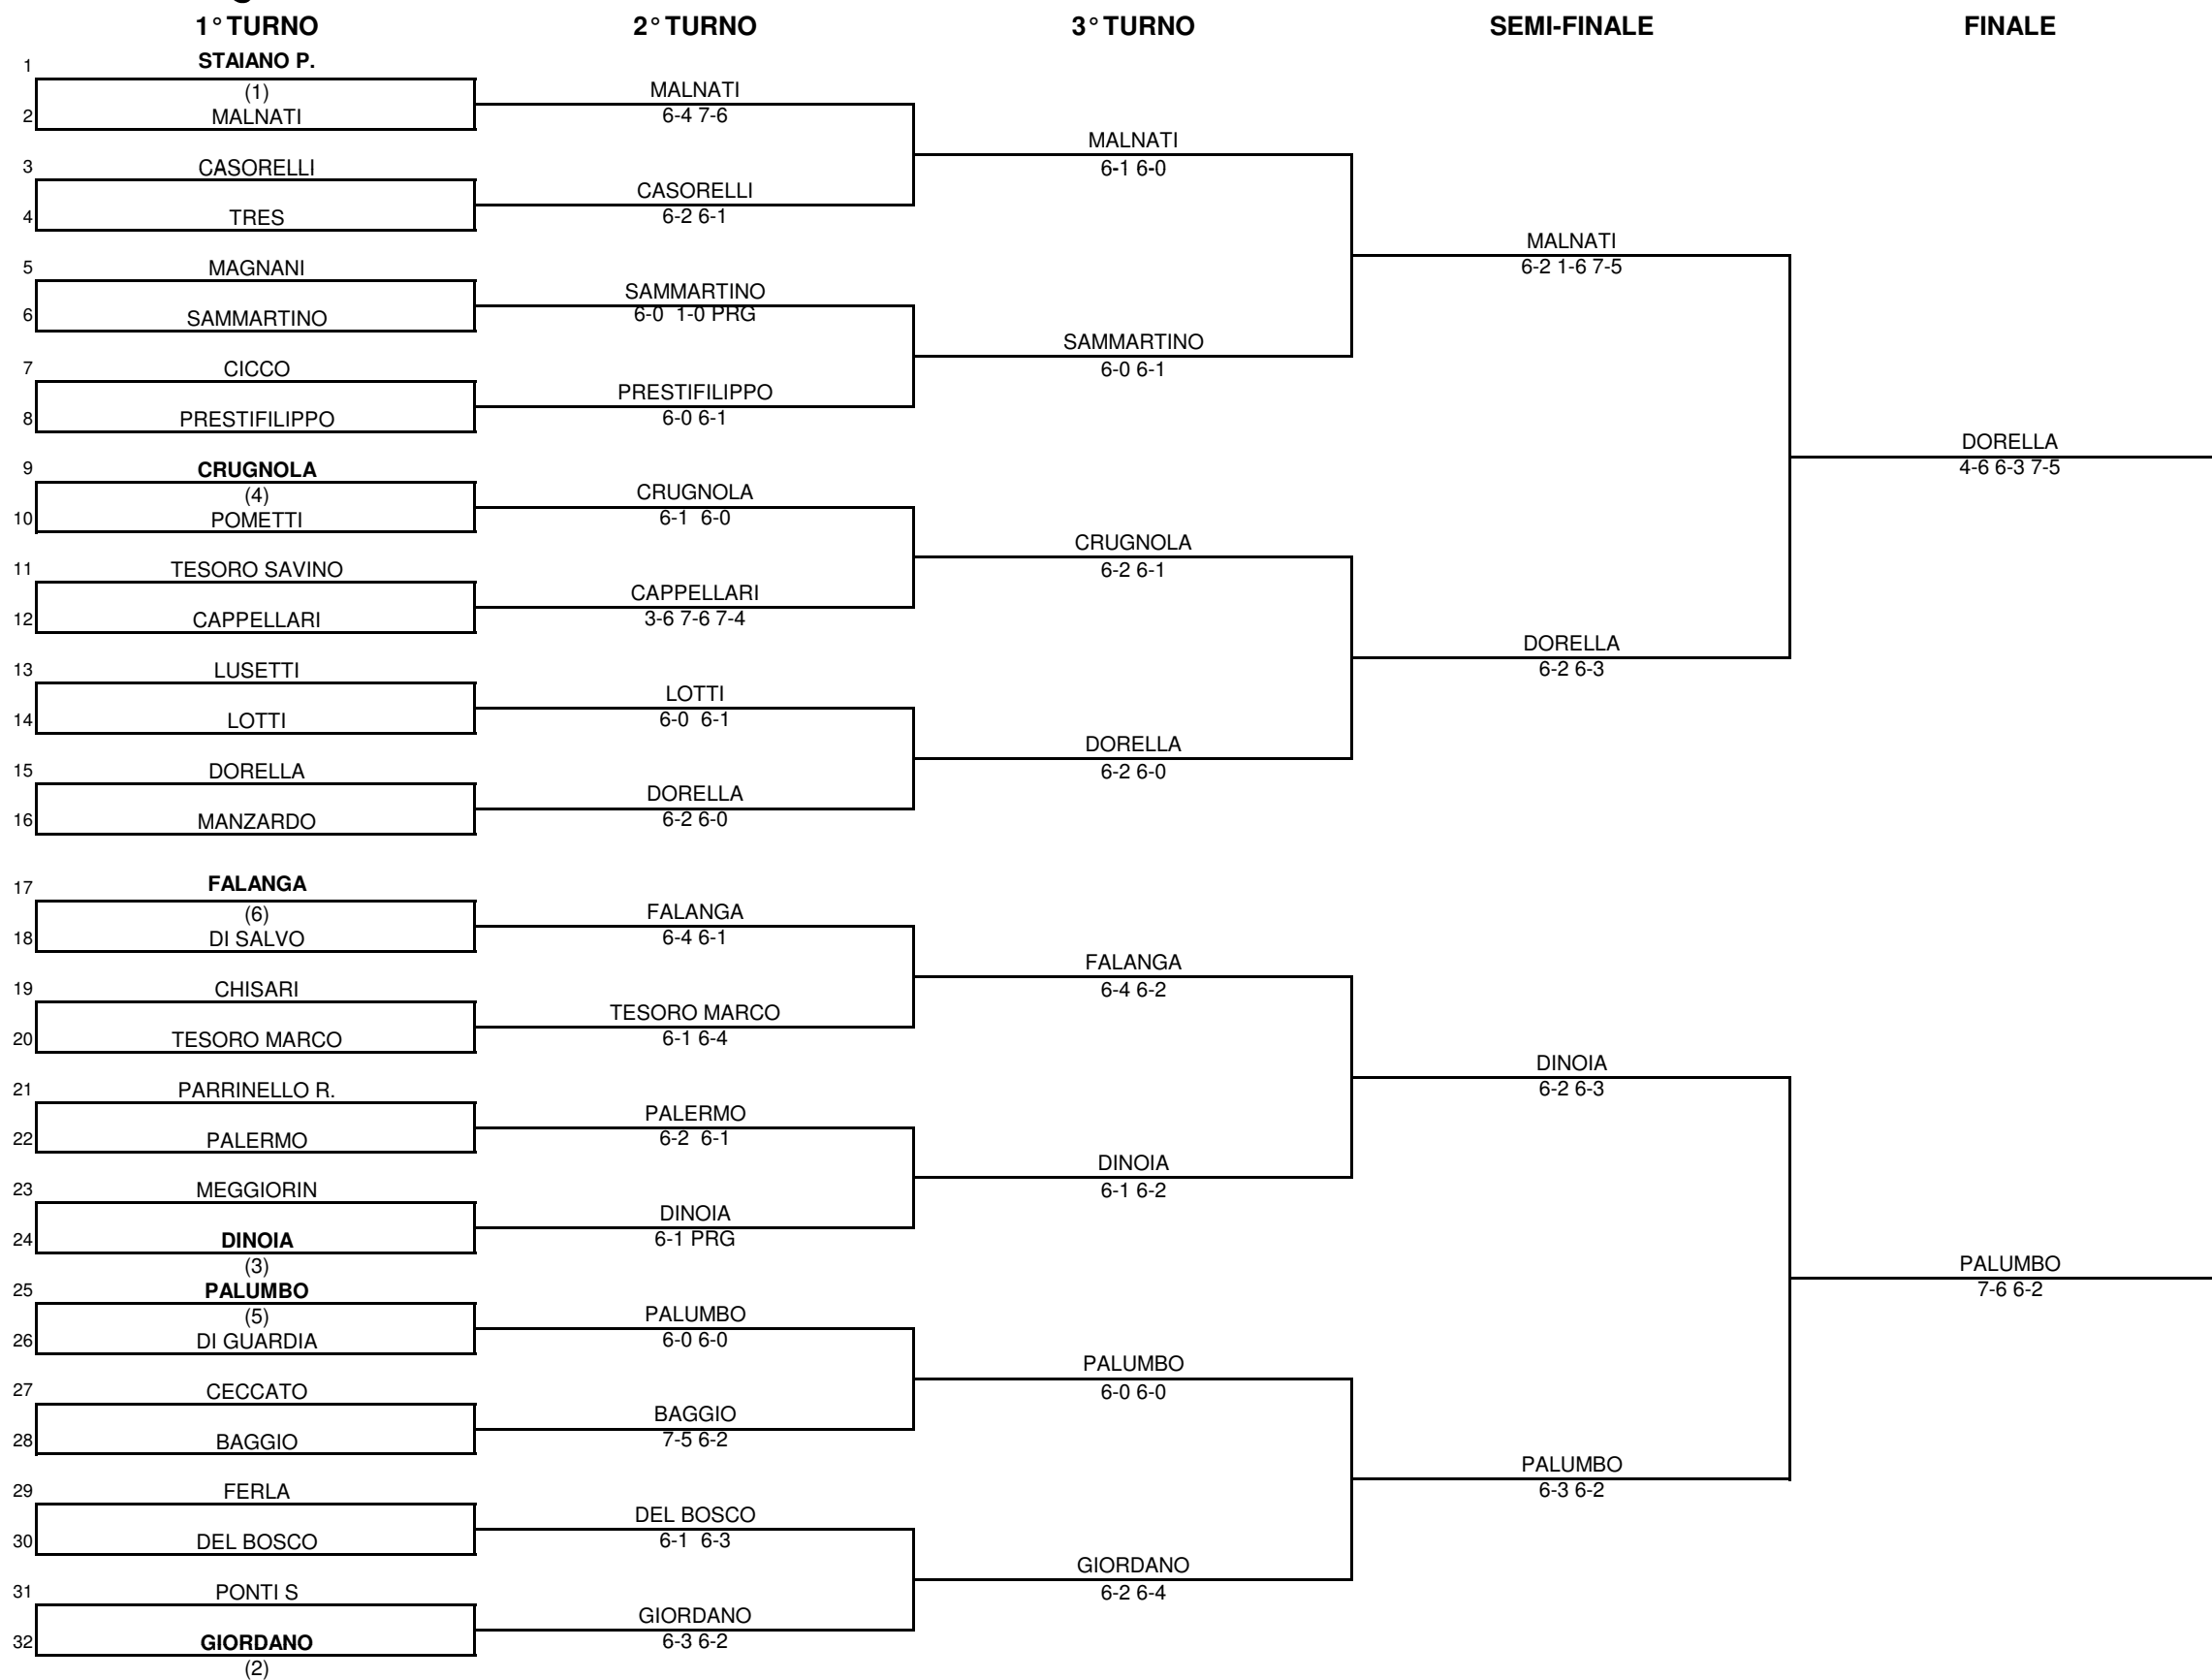 1° TURNO 2° TURNO 3° TURNO SEMI-FINALE FINALE
1 STAIANO P.
(1)
2 MALNATI
3 CASORELLI
4 TRES
5 MAGNANI
6 SAMMARTINO
7 CICCO
8 PRESTIFILIPPO
9 CRUGNOLA
(4)
10 POMETTI
11 TESORO SAVINO
12 CAPPELLARI
13 LUSETTI
14 LOTTI
15 DORELLA
16 MANZARDO
17 FALANGA
(6)
18 DI SALVO
19 CHISARI
20 TESORO MARCO
21 PARRINELLO R.
22 PALERMO
23 MEGGIORIN
24 DINOIA
(3)
25 PALUMBO
(5)
26 DI GUARDIA
27 CECCATO
28 BAGGIO
29 FERLA
30 DEL BOSCO
31 PONTI S
32 GIORDANO
(2)
MALNATI
6-4 7-6
CASORELLI
6-2 6-1
SAMMARTINO
6-0 1-0 PRG
PRESTIFILIPPO
6-0 6-1
CRUGNOLA
6-1 6-0
CAPPELLARI
3-6 7-6 7-4
LOTTI
6-0 6-1
DORELLA
6-2 6-0
FALANGA
6-4 6-1
TESORO MARCO
6-1 6-4
PALERMO
6-2 6-1
DINOIA
6-1 PRG
PALUMBO
6-0 6-0
BAGGIO
7-5 6-2
DEL BOSCO
6-1 6-3
GIORDANO
6-3 6-2
MALNATI
6-1 6-0
SAMMARTINO
6-0 6-1
CRUGNOLA
6-2 6-1
DORELLA
6-2 6-0
FALANGA
6-4 6-2
DINOIA
6-1 6-2
PALUMBO
6-0 6-0
GIORDANO
6-2 6-4
MALNATI
6-2 1-6 7-5
DORELLA
6-2 6-3
DINOIA
6-2 6-3
PALUMBO
6-3 6-2
DORELLA
4-6 6-3 7-5
PALUMBO
7-6 6-2